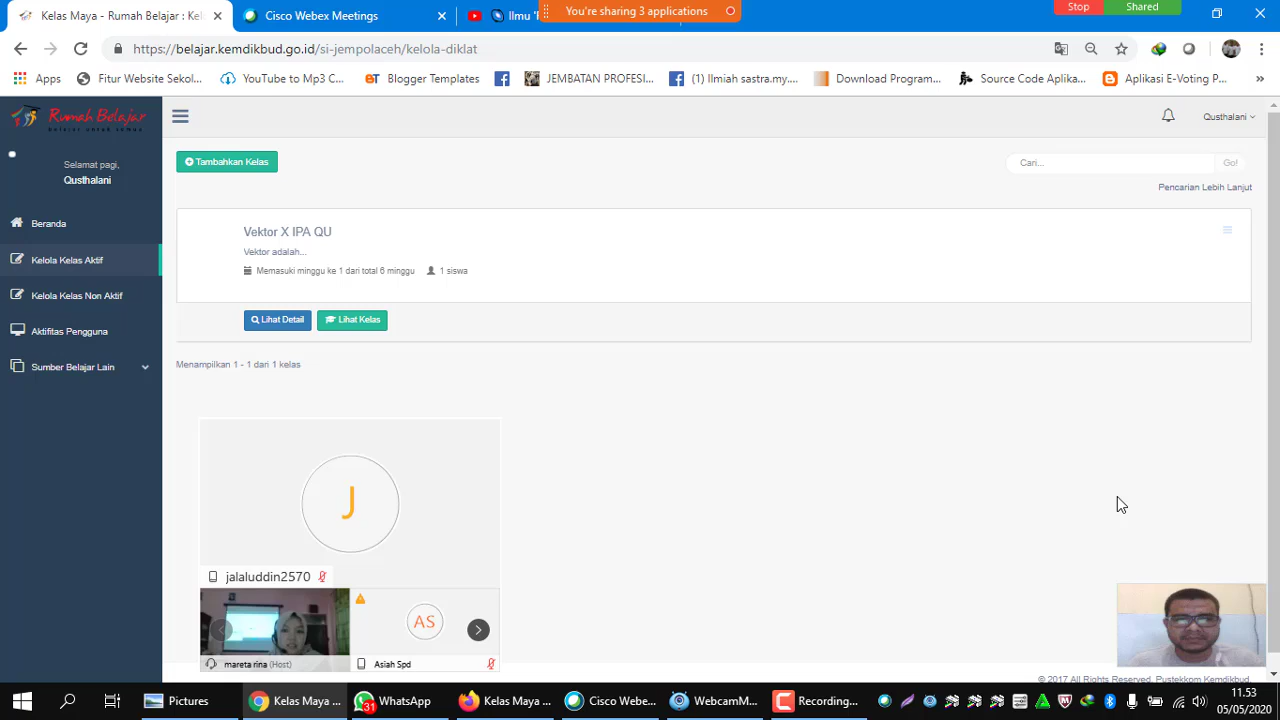 Kelas Maya - Rumah Belajar : Kel
Cisco Webex Meetings
Ilmu '
You're sharing 3 applications
Stop
Shared
https://belajar.kemdikbud.go.id/si-jempolaceh/kelola-diklat
Apps
Fitur Website Sekol...
YouTube to Mp3 C...
Blogger Templates
JEMBATAN PROFESI...
(1) Ilmiah sastra.my....
Download Program...
Source Code Aplika...
Aplikasi E-Voting P...
Rumah Belajar
belajar untuk semua
Qusthalani
Selamat pagi,
Qusthalani
Tambahkan Kelas
Cari...
Go!
Pencarian Lebih Lanjut
Beranda
Kelola Kelas Aktif
Kelola Kelas Non Aktif
Aktifitas Pengguna
Sumber Belajar Lain
Vektor X IPA QU
Vektor adalah...
Memasuki minggu ke 1 dari total 6 minggu
1 siswa
Lihat Detail
Lihat Kelas
Menampilkan 1 - 1 dari 1 kelas
J
jalaluddin2570
AS
mareta rina (Host)
Asiah Spd
© 2017 All Rights Reserved. Pustekkom Kemdikbud.
Pictures
Kelas Maya ...
31
WhatsApp
Kelas Maya ...
Cisco Webe...
WebcamM...
Recording...
11.53
05/05/2020